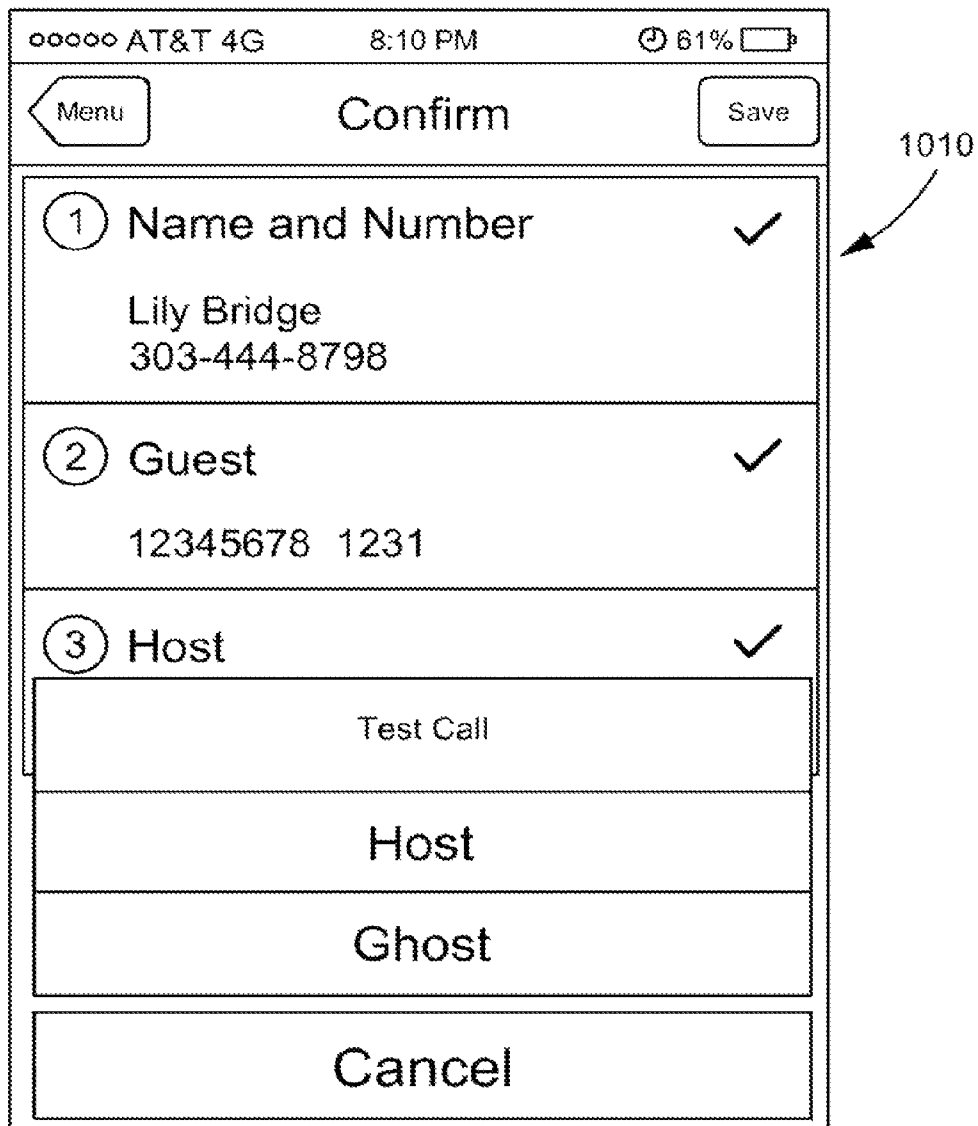 AT&T 4G 8:10 PM 61%
Menu Confirm Save
1010
1 Name and Number
Lily Bridge
303-444-8798
2 Guest
12345678 1231
3 Host
Test Call
Host
Ghost
Cancel